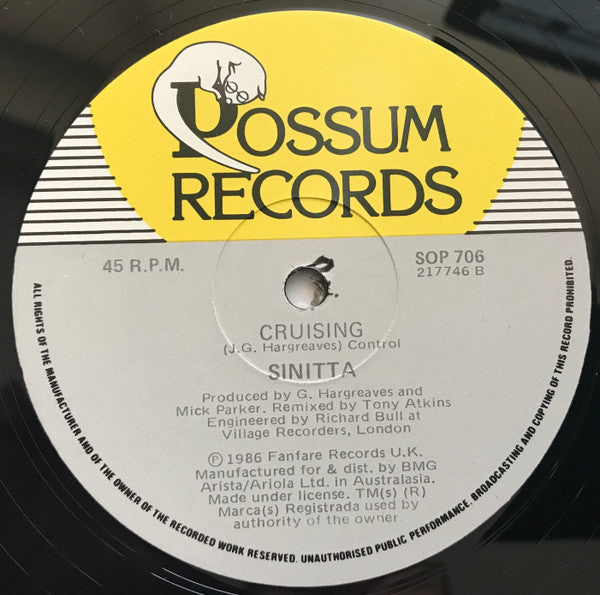 POSSUM
RECORDS
45 R.P.M.
SOP 706
217746 B
CRUISING
(J.G. Hargreaves) Control
SINITTA
Produced by G. Hargreaves and
Mick Parker. Remixed by Tony Atkins
Engineered by Richard Bull at
Village Recorders, London
Ⓟ 1986 Fanfare Records U.K.
Manufactured for & dist. by BMG
Arista/Ariola Ltd. in Australasia.
Made under license. TM(s) (R)
Marca(s) Registrada used by
authority of the owner.
ALL RIGHTS OF THE MANUFACTURER AND OF THE OWNER OF THE RECORDED WORK RESERVED. UNAUTHORISED PUBLIC PERFORMANCE, BROADCASTING AND COPYING OF THIS RECORD PROHIBITED.